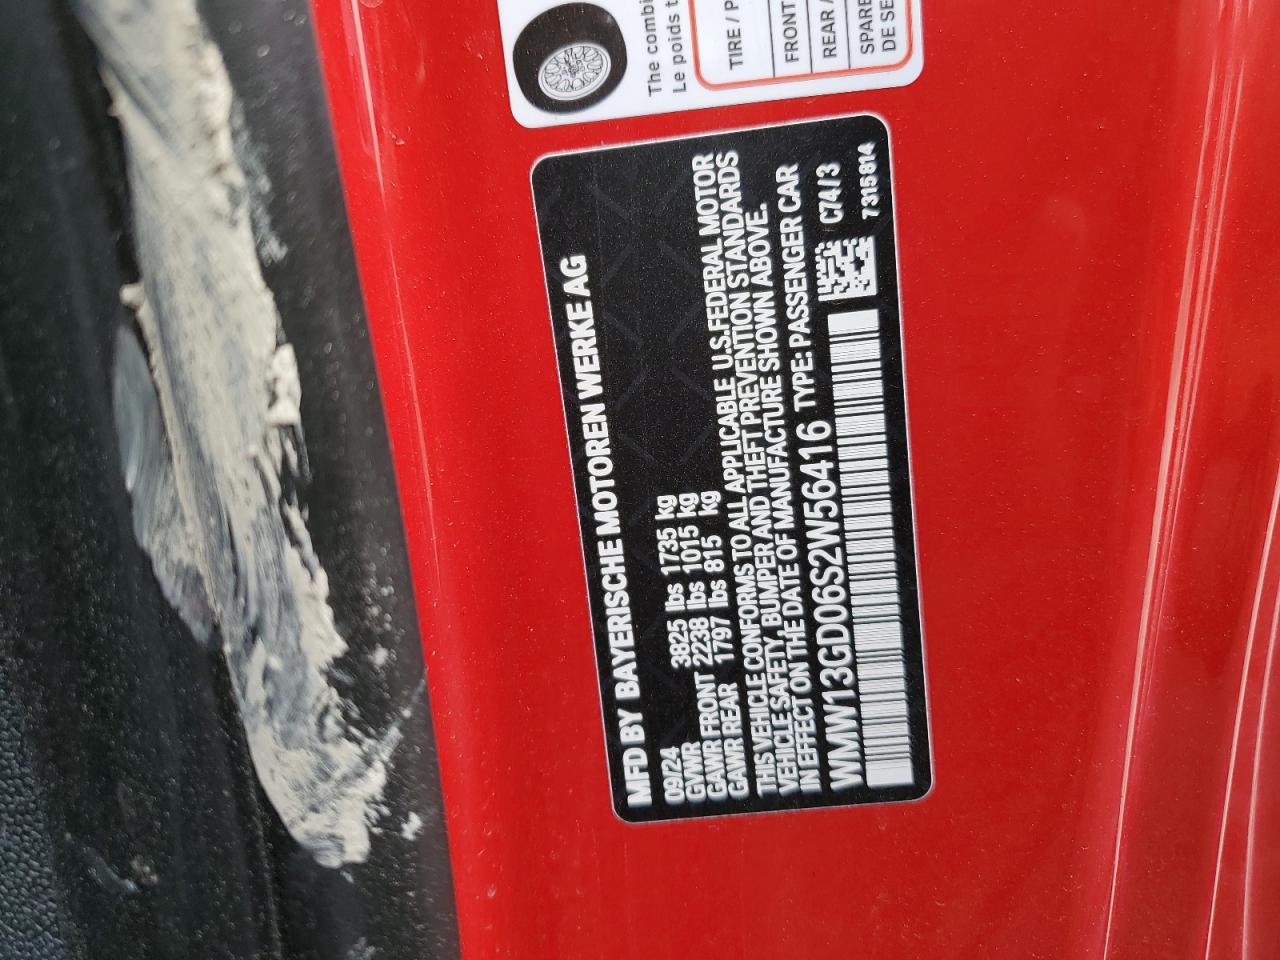 The combi
Le poids t
TIRE / P
FRONT
REAR /
SPARE
DE SE
MFD BY BAYERISCHE MOTOREN WERKE AG
09/24
GVWR 3825 lbs 1735 kg
GAWR FRONT 2238 lbs 1015 kg
GAWR REAR 1797 lbs 815 kg
THIS VEHICLE CONFORMS TO ALL APPLICABLE U.S.FEDERAL MOTOR
VEHICLE SAFETY, BUMPER AND THEFT PREVENTION STANDARDS
IN EFFECT ON THE DATE OF MANUFACTURE SHOWN ABOVE.
WMW13GD06S2W56416 TYPE: PASSENGER CAR
C74/3
7315814